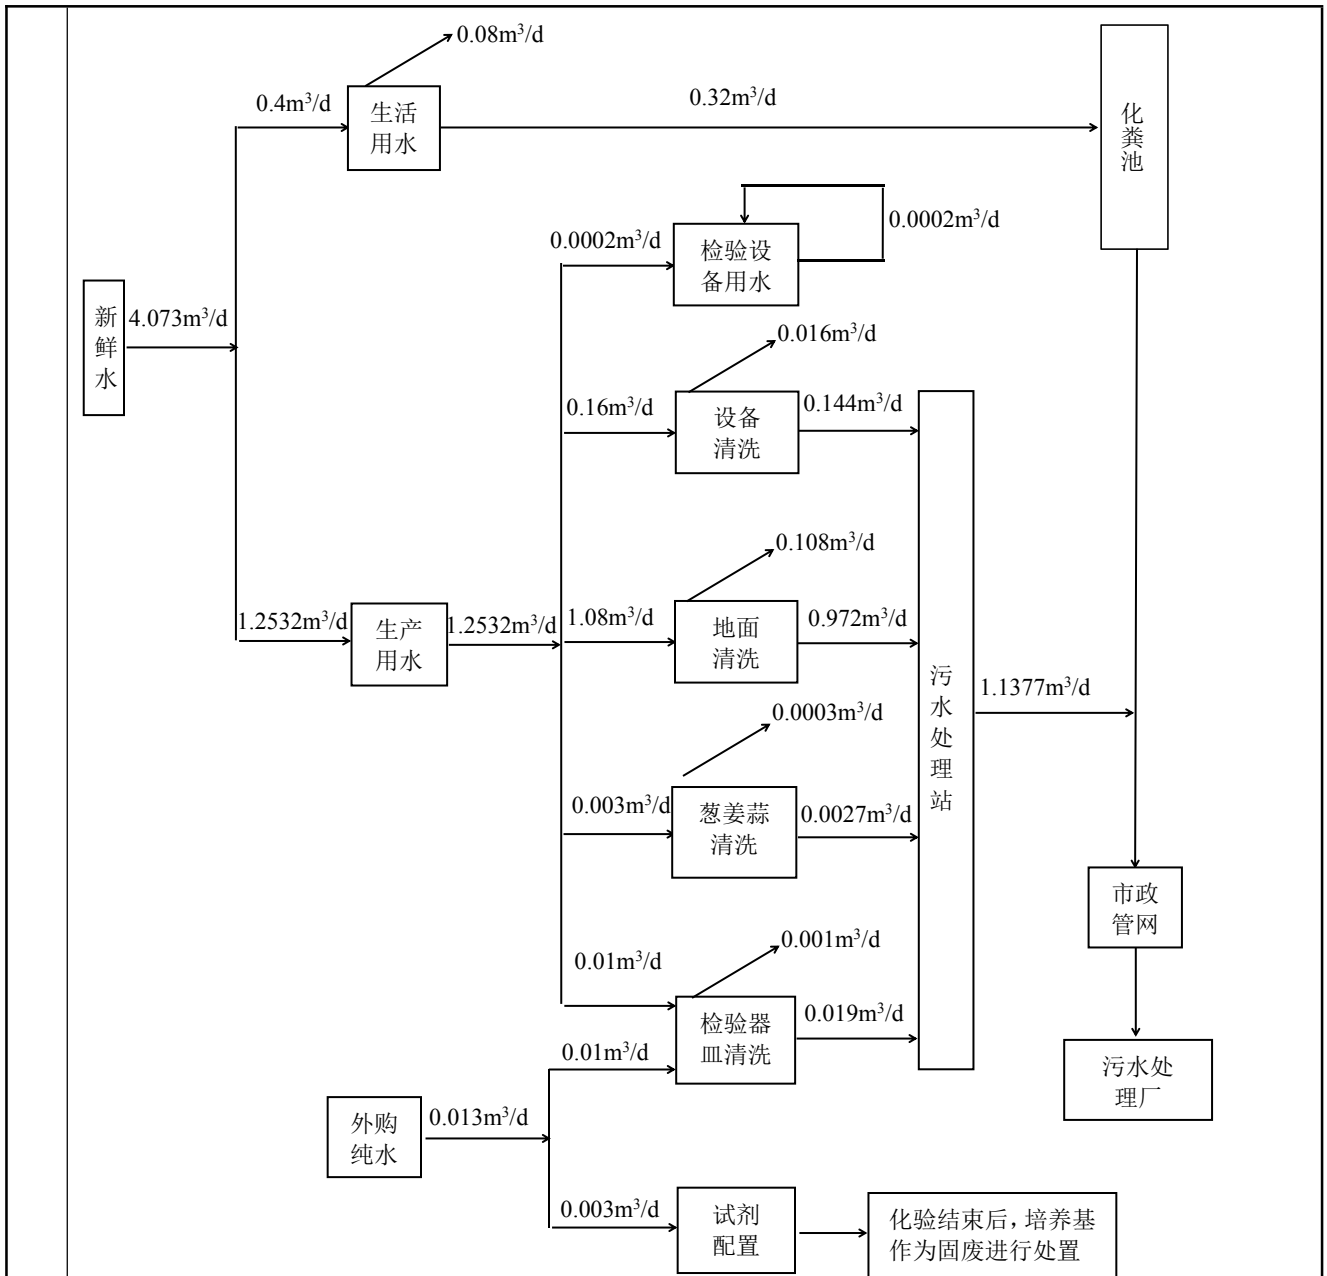 0.08m³/d
0.4m³/d
生活
用水
0.32m³/d
化
粪
池
0.0002m³/d
检验设
备用水
0.0002m³/d
新
鲜
水
4.073m³/d
0.016m³/d
0.16m³/d
设备
清洗
0.144m³/d
0.108m³/d
1.2532m³/d
生产
用水
1.2532m³/d
1.08m³/d
地面
清洗
0.972m³/d
污
水
处
理
站
1.1377m³/d
0.0003m³/d
0.003m³/d
葱姜蒜
清洗
0.0027m³/d
市政
管网
0.001m³/d
0.01m³/d
检验器
皿清洗
0.019m³/d
0.01m³/d
污水处
理厂
外购
纯水
0.013m³/d
0.003m³/d
试剂
配置
化验结束后，培养基
作为固废进行处置